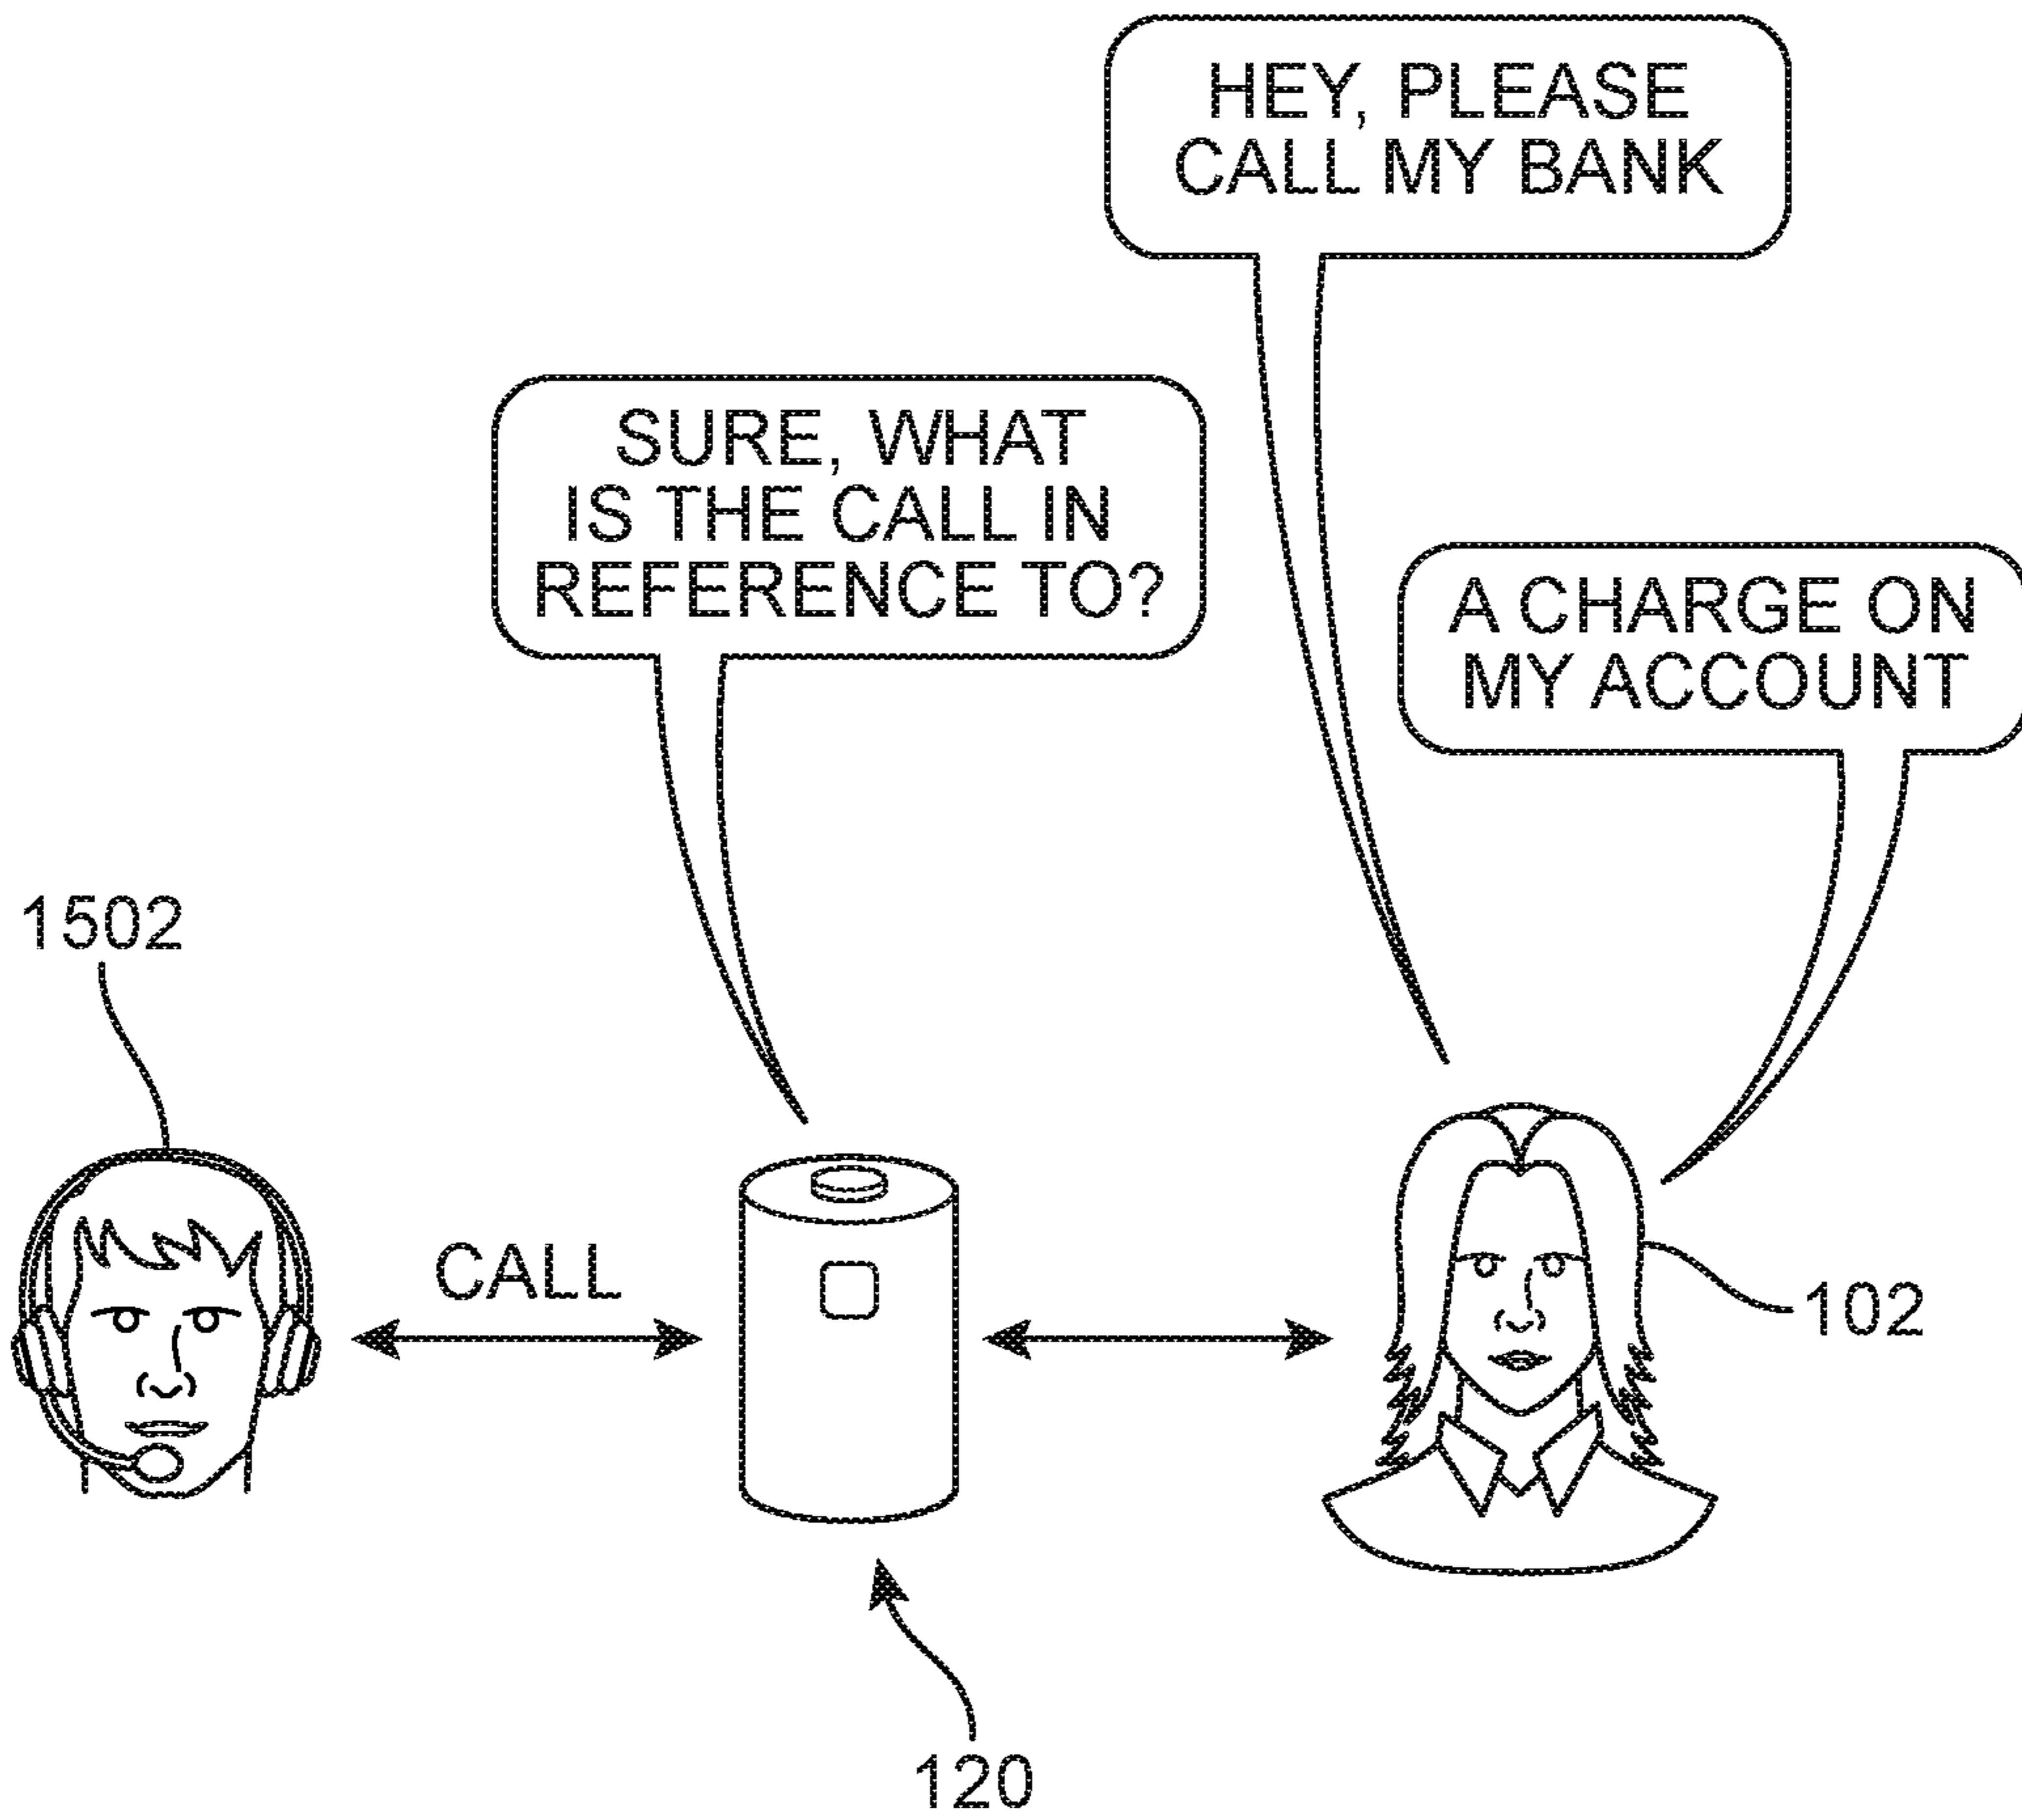 HEY, PLEASE
CALL MY BANK
SURE, WHAT
IS THE CALL IN
REFERENCE TO?
A CHARGE ON
MY ACCOUNT
1502
CALL
102
120